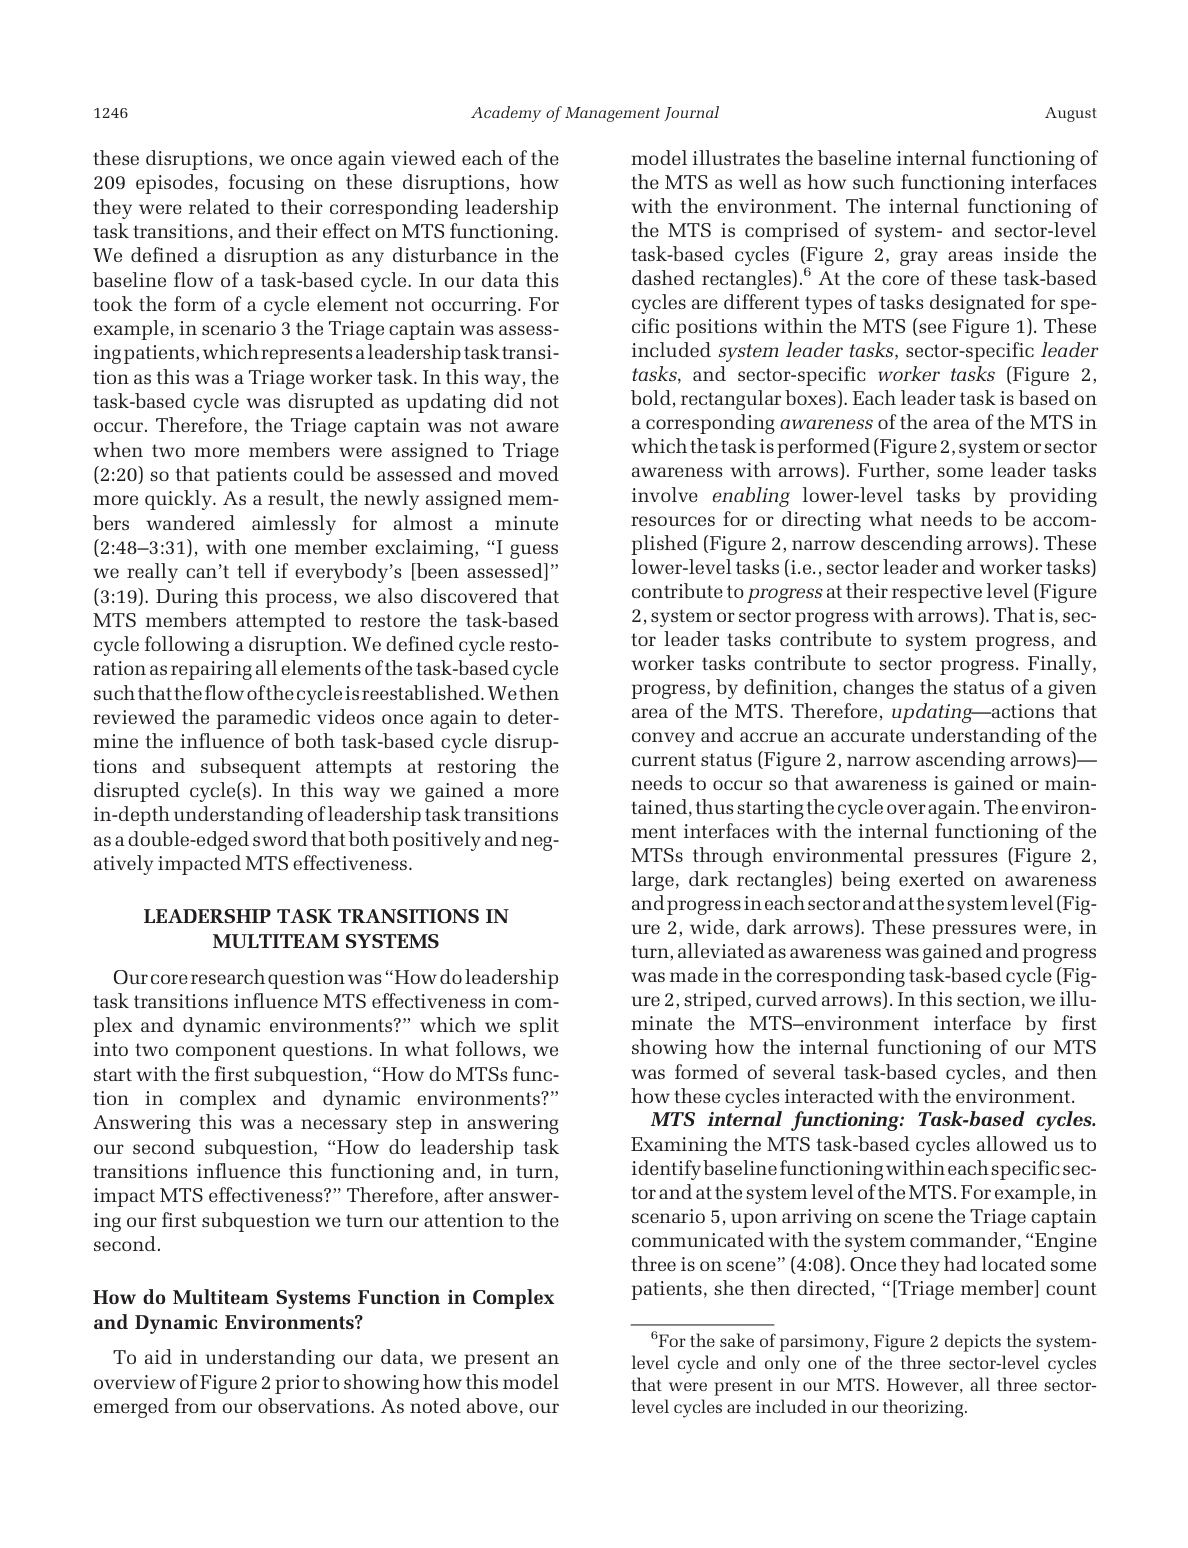 1246
Academy of Management Journal
August
these disruptions, we once again viewed each of the
209 episodes, focusing on these disruptions, how
they were related to their corresponding leadership
task transitions, and their effect on MTS functioning.
We defined a disruption as any disturbance in the
baseline flow of a task-based cycle. In our data this
took the form of a cycle element not occurring. For
example, in scenario 3 the Triage captain was assess-
ing patients, which represents a leadership task transi-
tion as this was a Triage worker task. In this way, the
task-based cycle was disrupted as updating did not
occur. Therefore, the Triage captain was not aware
when two more members were assigned to Triage
(2:20) so that patients could be assessed and moved
more quickly. As a result, the newly assigned mem-
bers wandered aimlessly for almost a minute
(2:48–3:31), with one member exclaiming, “I guess
we really can’t tell if everybody’s [been assessed]”
(3:19). During this process, we also discovered that
MTS members attempted to restore the task-based
cycle following a disruption. We defined cycle resto-
ration as repairing all elements of the task-based cycle
such that the flow of the cycle is reestablished. We then
reviewed the paramedic videos once again to deter-
mine the influence of both task-based cycle disrup-
tions and subsequent attempts at restoring the
disrupted cycle(s). In this way we gained a more
in-depth understanding of leadership task transitions
as a double-edged sword that both positively and neg-
atively impacted MTS effectiveness.
LEADERSHIP TASK TRANSITIONS IN
MULTITEAM SYSTEMS
Our core research question was “How do leadership
task transitions influence MTS effectiveness in com-
plex and dynamic environments?” which we split
into two component questions. In what follows, we
start with the first subquestion, “How do MTSs func-
tion in complex and dynamic environments?”
Answering this was a necessary step in answering
our second subquestion, “How do leadership task
transitions influence this functioning and, in turn,
impact MTS effectiveness?” Therefore, after answer-
ing our first subquestion we turn our attention to the
second.
How do Multiteam Systems Function in Complex
and Dynamic Environments?
To aid in understanding our data, we present an
overview of Figure 2 prior to showing how this model
emerged from our observations. As noted above, our
model illustrates the baseline internal functioning of
the MTS as well as how such functioning interfaces
with the environment. The internal functioning of
the MTS is comprised of system- and sector-level
task-based cycles (Figure 2, gray areas inside the
dashed rectangles).6 At the core of these task-based
cycles are different types of tasks designated for spe-
cific positions within the MTS (see Figure 1). These
included system leader tasks, sector-specific leader
tasks, and sector-specific worker tasks (Figure 2,
bold, rectangular boxes). Each leader task is based on
a corresponding awareness of the area of the MTS in
which the task is performed (Figure 2, system or sector
awareness with arrows). Further, some leader tasks
involve enabling lower-level tasks by providing
resources for or directing what needs to be accom-
plished (Figure 2, narrow descending arrows). These
lower-level tasks (i.e., sector leader and worker tasks)
contribute to progress at their respective level (Figure
2, system or sector progress with arrows). That is, sec-
tor leader tasks contribute to system progress, and
worker tasks contribute to sector progress. Finally,
progress, by definition, changes the status of a given
area of the MTS. Therefore, updating—actions that
convey and accrue an accurate understanding of the
current status (Figure 2, narrow ascending arrows)—
needs to occur so that awareness is gained or main-
tained, thus starting the cycle over again. The environ-
ment interfaces with the internal functioning of the
MTSs through environmental pressures (Figure 2,
large, dark rectangles) being exerted on awareness
and progress in each sector and at the system level (Fig-
ure 2, wide, dark arrows). These pressures were, in
turn, alleviated as awareness was gained and progress
was made in the corresponding task-based cycle (Fig-
ure 2, striped, curved arrows). In this section, we illu-
minate the MTS–environment interface by first
showing how the internal functioning of our MTS
was formed of several task-based cycles, and then
how these cycles interacted with the environment.
MTS internal functioning: Task-based cycles.
Examining the MTS task-based cycles allowed us to
identify baseline functioning within each specific sec-
tor and at the system level of the MTS. For example, in
scenario 5, upon arriving on scene the Triage captain
communicated with the system commander, “Engine
three is on scene” (4:08). Once they had located some
patients, she then directed, “[Triage member] count
6For the sake of parsimony, Figure 2 depicts the system-
level cycle and only one of the three sector-level cycles
that were present in our MTS. However, all three sector-
level cycles are included in our theorizing.